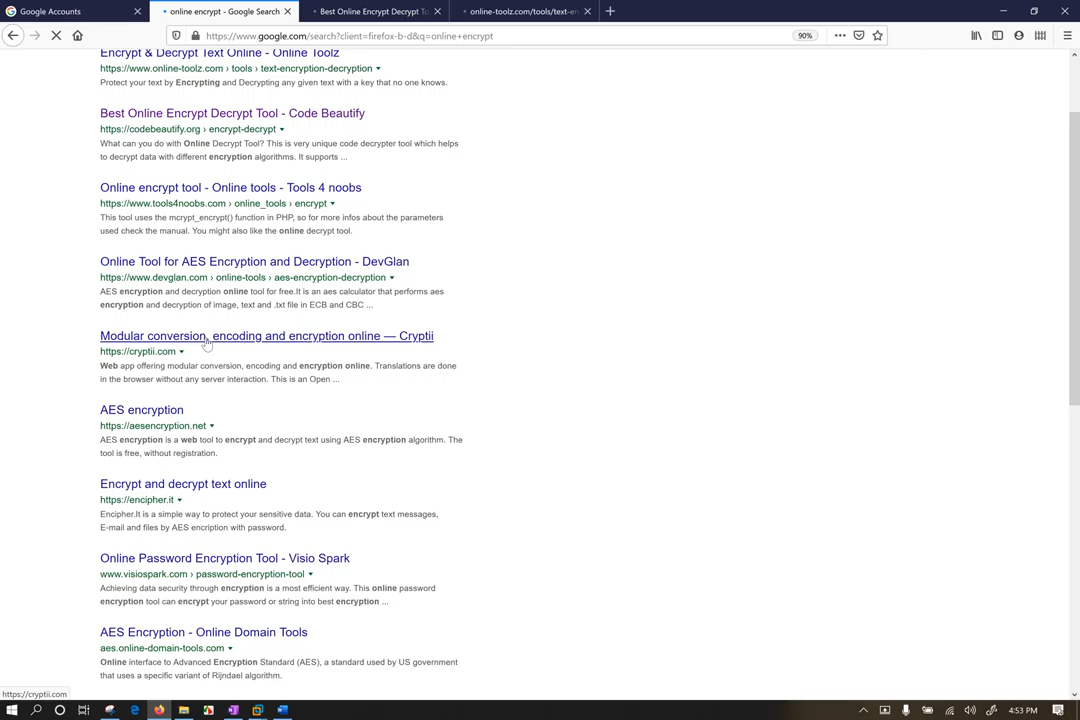 Google Accounts
online encrypt - Google Search
Best Online Encrypt Decrypt T
online-toolz.com/tools/text-en
https://www.google.com/search?client=firefox-b-d&q=online+encrypt
90%
Encrypt & Decrypt Text Online - Online Toolz
https://www.online-toolz.com › tools › text-encryption-decryption
Protect your text by Encrypting and Decrypting any given text with a key that no one knows.
Best Online Encrypt Decrypt Tool - Code Beautify
https://codebeautify.org › encrypt-decrypt
What can you do with Online Decrypt Tool? This is very unique code decrypter tool which helps
to decrypt data with different encryption algorithms. It supports ...
Online encrypt tool - Online tools - Tools 4 noobs
https://www.tools4noobs.com › online_tools › encrypt
This tool uses the mcrypt_encrypt() function in PHP, so for more infos about the parameters
used check the manual. You might also like the online decrypt tool.
Online Tool for AES Encryption and Decryption - DevGlan
https://www.devglan.com › online-tools › aes-encryption-decryption
AES encryption and decryption online tool for free.It is an aes calculator that performs aes
encryption and decryption of image, text and .txt file in ECB and CBC ...
Modular conversion, encoding and encryption online — Cryptii
https://cryptii.com
Web app offering modular conversion, encoding and encryption online. Translations are done
in the browser without any server interaction. This is an Open ...
AES encryption
https://aesencryption.net
AES encryption is a web tool to encrypt and decrypt text using AES encryption algorithm. The
tool is free, without registration.
Encrypt and decrypt text online
https://encipher.it
Encipher.It is a simple way to protect your sensitive data. You can encrypt text messages,
E-mail and files by AES encription with password.
Online Password Encryption Tool - Visio Spark
www.visiospark.com › password-encryption-tool
Achieving data security through encryption is a most efficient way. This online password
encryption tool can encrypt your password or string into best encryption ...
AES Encryption - Online Domain Tools
aes.online-domain-tools.com
Online interface to Advanced Encryption Standard (AES), a standard used by US government
that uses a specific variant of Rijndael algorithm.
https://cryptii.com
4:53 PM